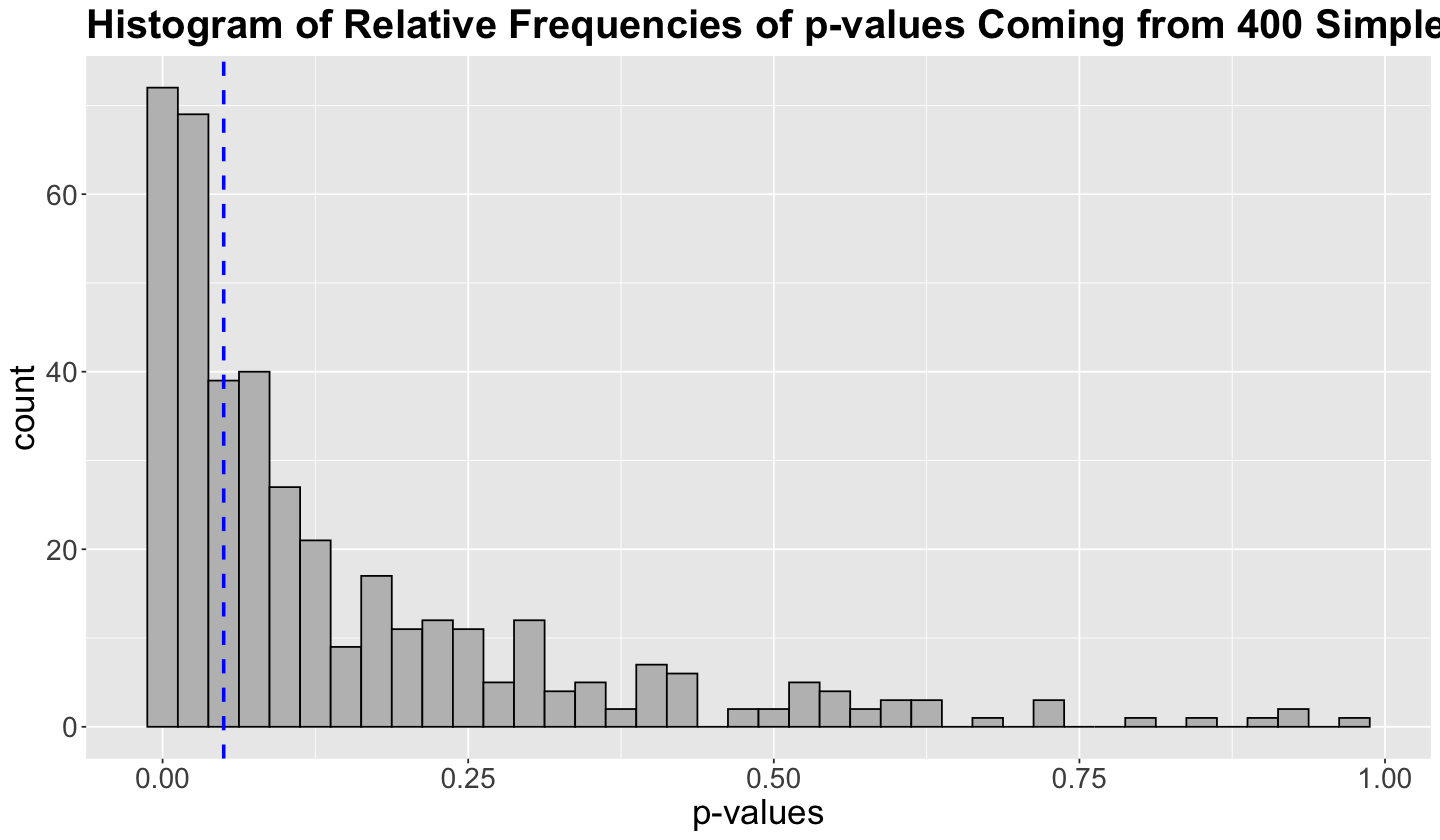 Histogram of Relative Frequencies of p-values Coming from 400 Simple
60
40
20
0
count
0.00 0.25 0.50 0.75 1.00
p-values